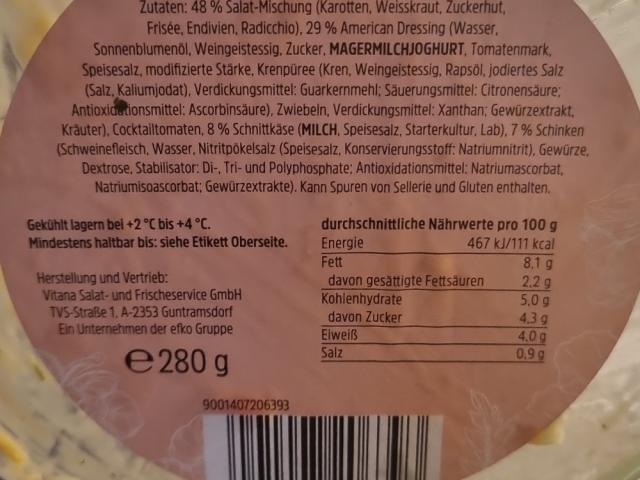 Zutaten: 48 % Salat-Mischung (Karotten, Weisskraut, Zuckerhut,
Frisée, Endivien, Radicchio), 29 % American Dressing (Wasser,
Sonnenblumenöl, Weingeistessig, Zucker, MAGERMILCHJOGHURT, Tomatenmark,
Speisesalz, modifizierte Stärke, Krenpüree (Kren, Weingeistessig, Rapsöl, jodiertes Salz
(Salz, Kaliumjodat), Verdickungsmittel: Guarkernmehl; Säuerungsmittel: Citronensäure;
Antioxidationsmittel: Ascorbinsäure), Zwiebeln, Verdickungsmittel: Xanthan; Gewürzextrakt,
Kräuter), Cocktailtomaten, 8 % Schnittkäse (MILCH, Speisesalz, Starterkultur, Lab), 7 % Schinken
(Schweinefleisch, Wasser, Nitritpökelsalz (Speisesalz, Konservierungsstoff: Natriumnitrit), Gewürze,
Dextrose, Stabilisator: Di-, Tri- und Polyphosphate; Antioxidationsmittel: Natriumascorbat,
Natriumisoascorbat; Gewürzextrakte). Kann Spuren von Sellerie und Gluten enthalten.
Gekühlt lagern bei +2 °C bis +4 °C.
Mindestens haltbar bis: siehe Etikett Oberseite.
Herstellung und Vertrieb:
Vitana Salat- und Frischeservice GmbH
TVS-Straße 1, A-2353 Guntramsdorf
Ein Unternehmen der efko Gruppe
e 280 g
durchschnittliche Nährwerte pro 100 g
Energie 467 kJ/111 kcal
Fett 8,1 g
davon gesättigte Fettsäuren 2,2 g
Kohlenhydrate 5,0 g
davon Zucker 4,3 g
Eiweiß 4,0 g
Salz 0,9 g
9001407206393